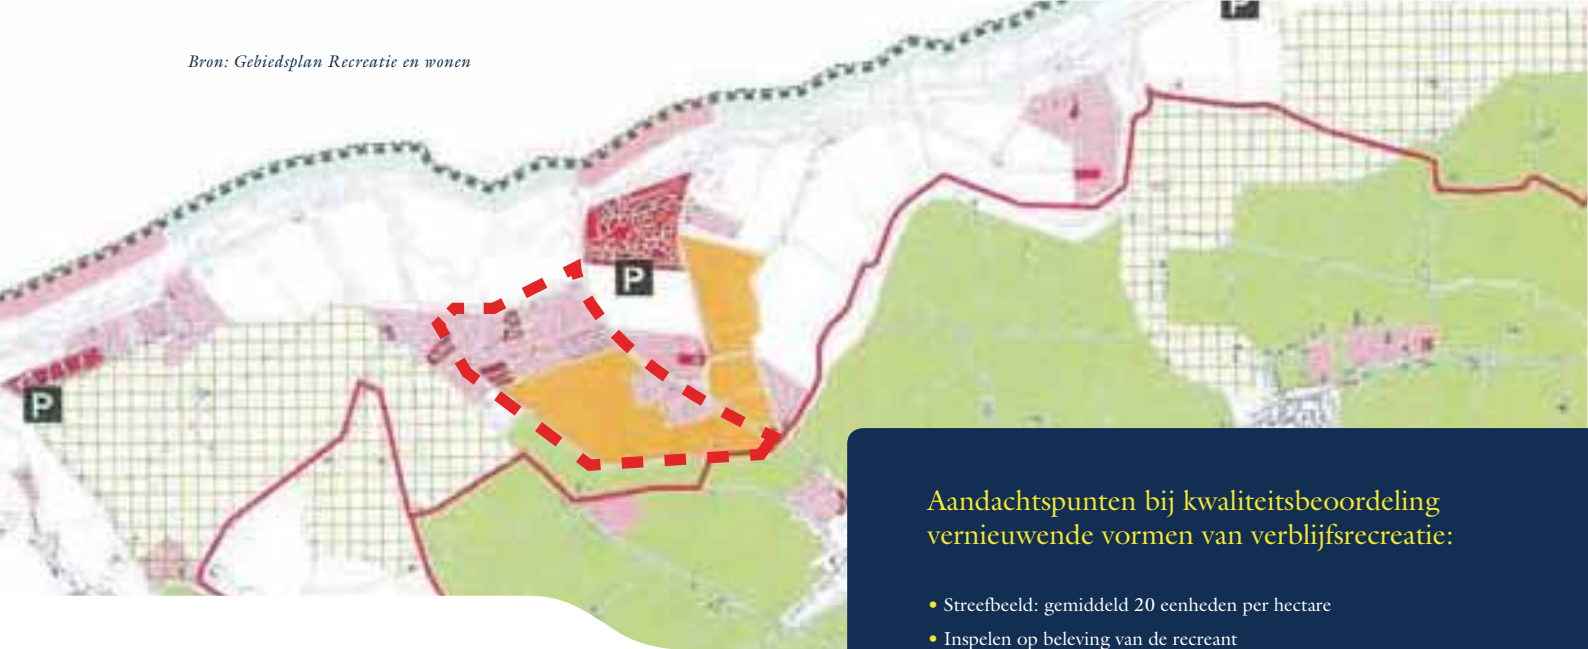 P
Bron: Gebiedsplan Recreatie en wonen
P
P
Aandachtspunten bij kwaliteitsbeoordeling
vernieuwende vormen van verblijfsrecreatie:
• Streefbeeld: gemiddeld 20 eenheden per hectare
• Inspelen op beleving van de recreant